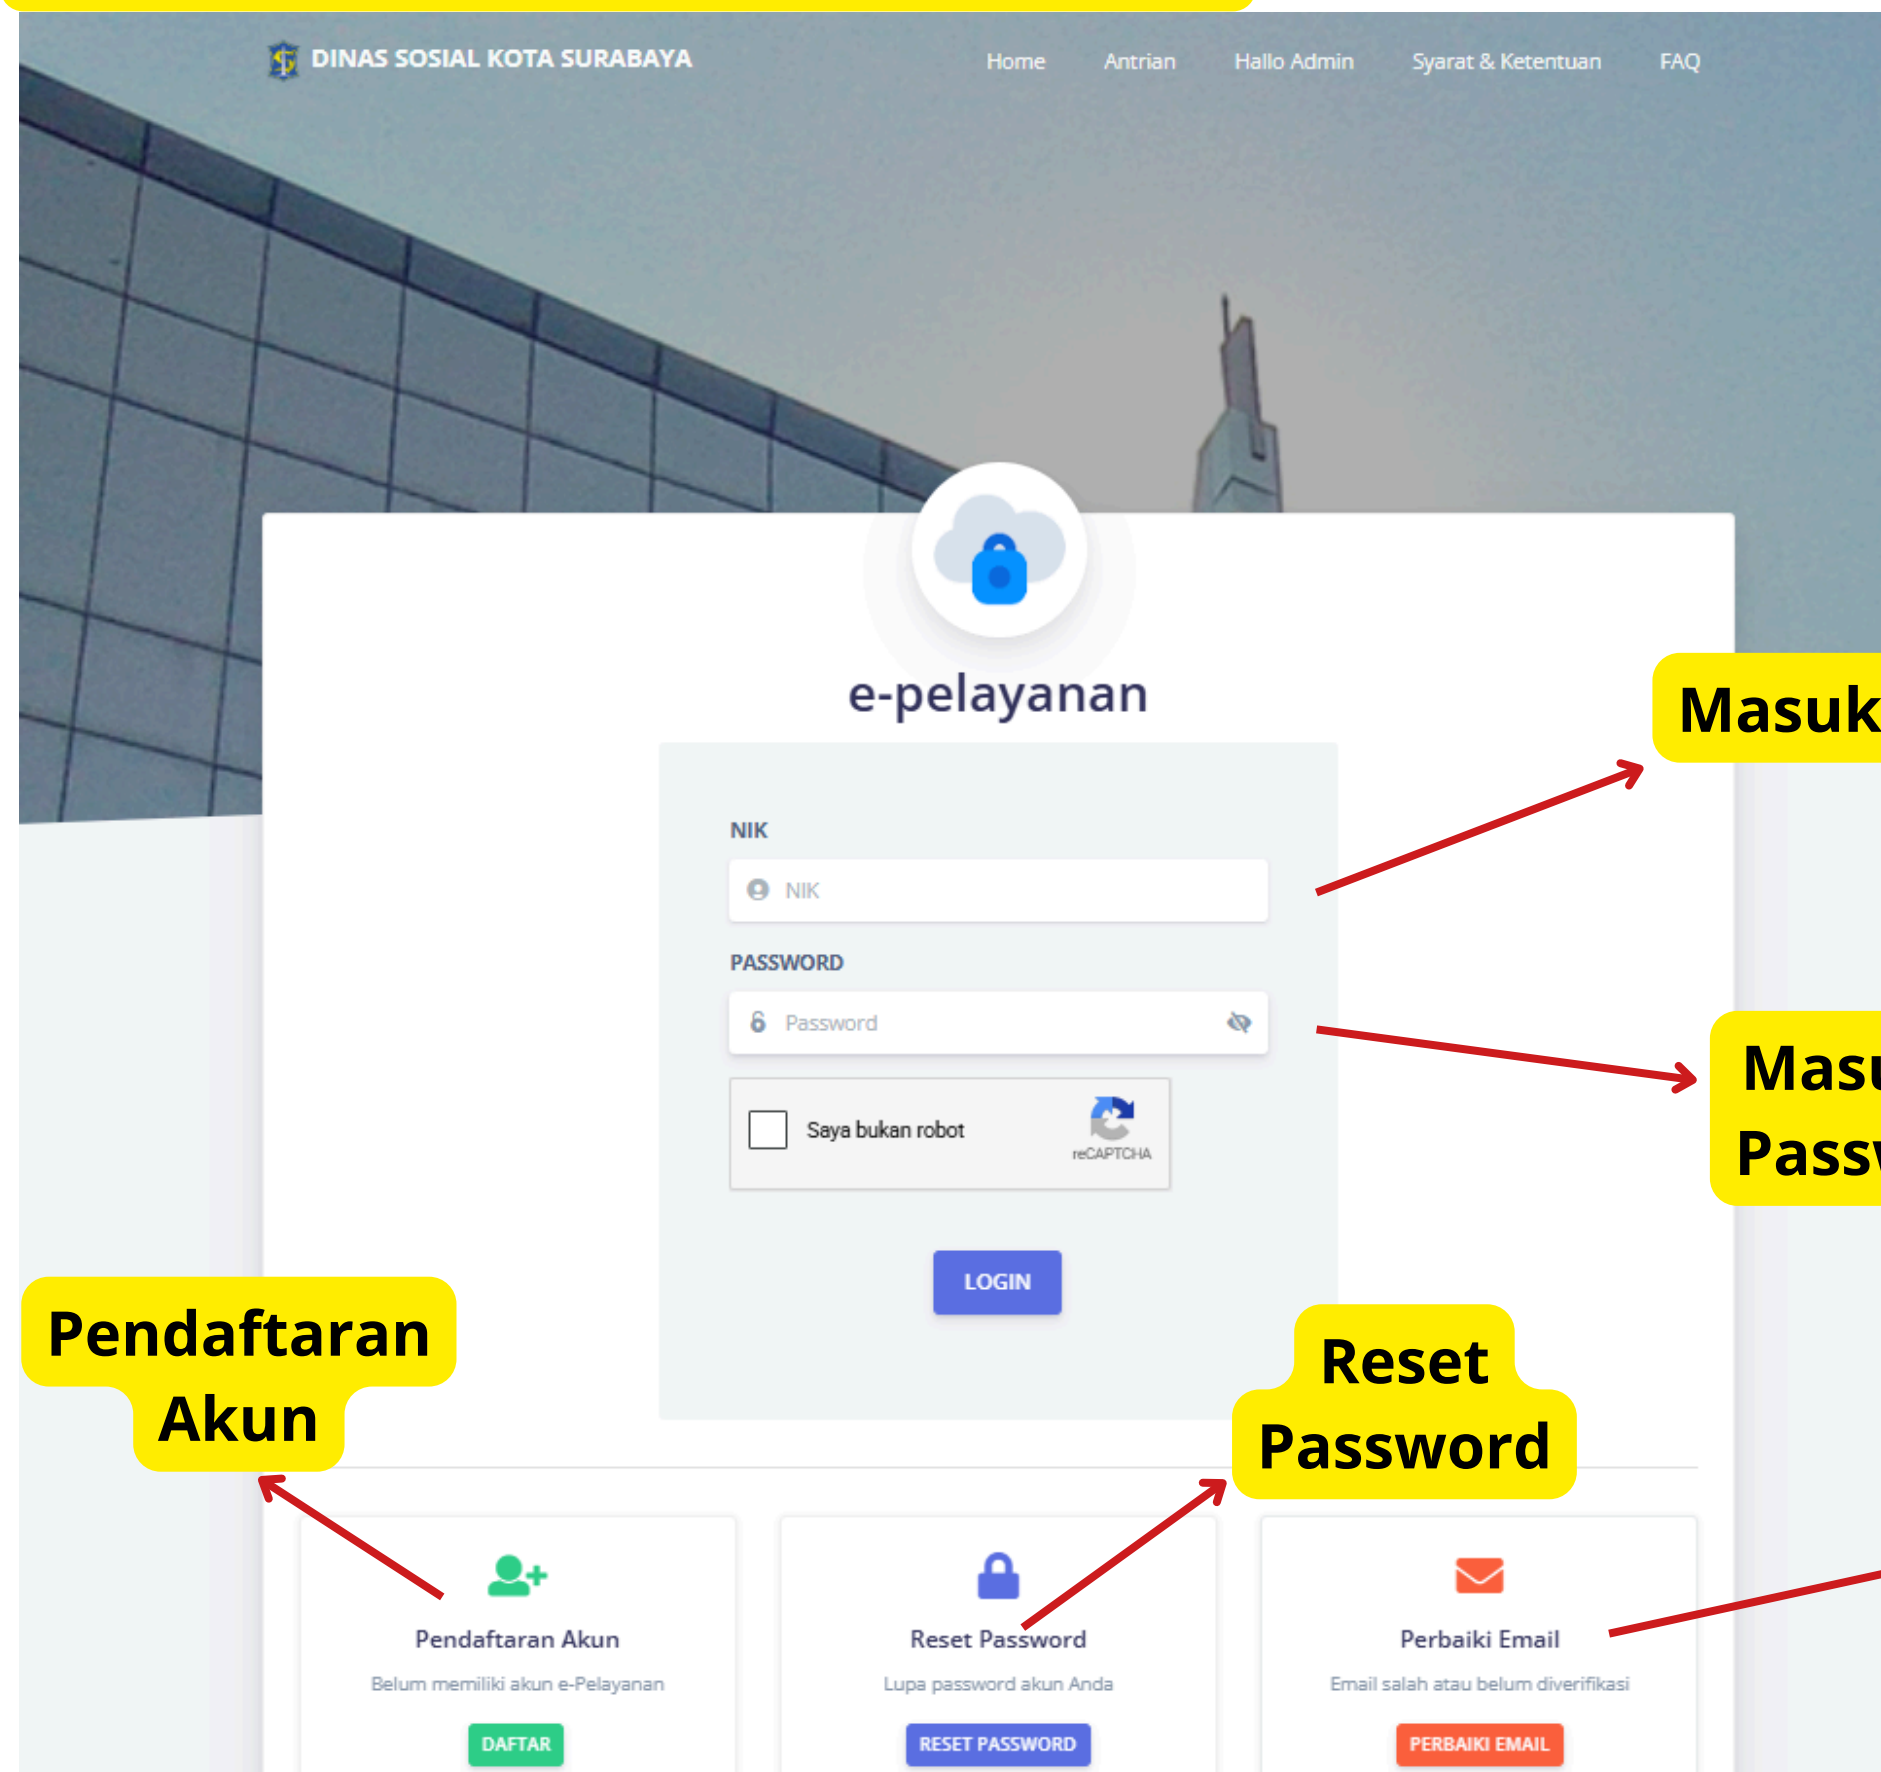 DINAS SOSIAL KOTA SURABAYA
Home
Antrian
Hallo Admin
Syarat & Ketentuan
FAQ
e-pelayanan
Masuk
NIK
NIK
PASSWORD
Password
Saya bukan robot
reCAPTCHA
LOGIN
Pendaftaran
Akun
Reset
Password
Pendaftaran Akun
Belum memiliki akun e-Pelayanan
DAFTAR
Reset Password
Lupa password akun Anda
RESET PASSWORD
Perbaiki Email
Email salah atau belum diverifikasi
PERBAIKI EMAIL